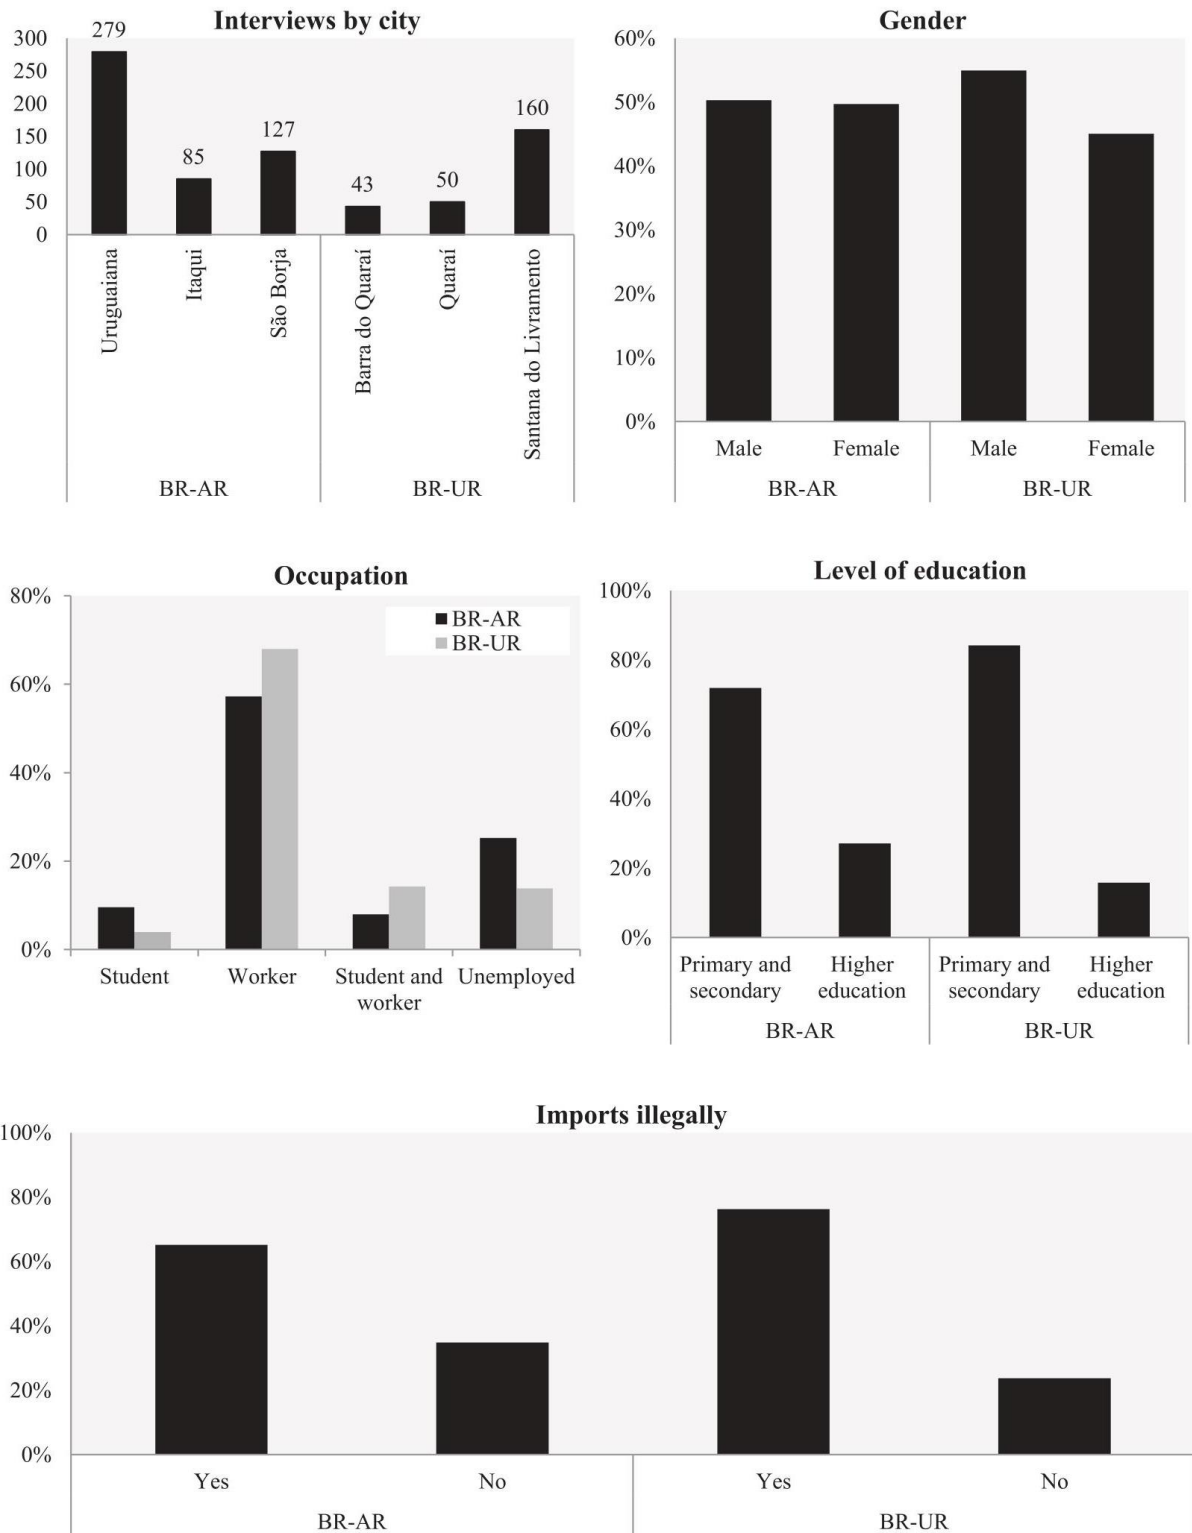 Interviews by city
300
250
200
150
100
50
0
279
85
127
43
50
160
Uruguaiana
Itaqui
São Borja
Barra do Quaraí
Quaraí
Santana do Livramento
BR-AR
BR-UR
Gender
60%
50%
40%
30%
20%
10%
0%
Male
Female
Male
Female
BR-AR
BR-UR
Occupation
80%
60%
40%
20%
0%
BR-AR
BR-UR
Student
Worker
Student and
worker
Unemployed
Level of education
100%
80%
60%
40%
20%
0%
Primary and
secondary
Higher
education
Primary and
secondary
Higher
education
BR-AR
BR-UR
Imports illegally
100%
80%
60%
40%
20%
0%
Yes
No
Yes
No
BR-AR
BR-UR